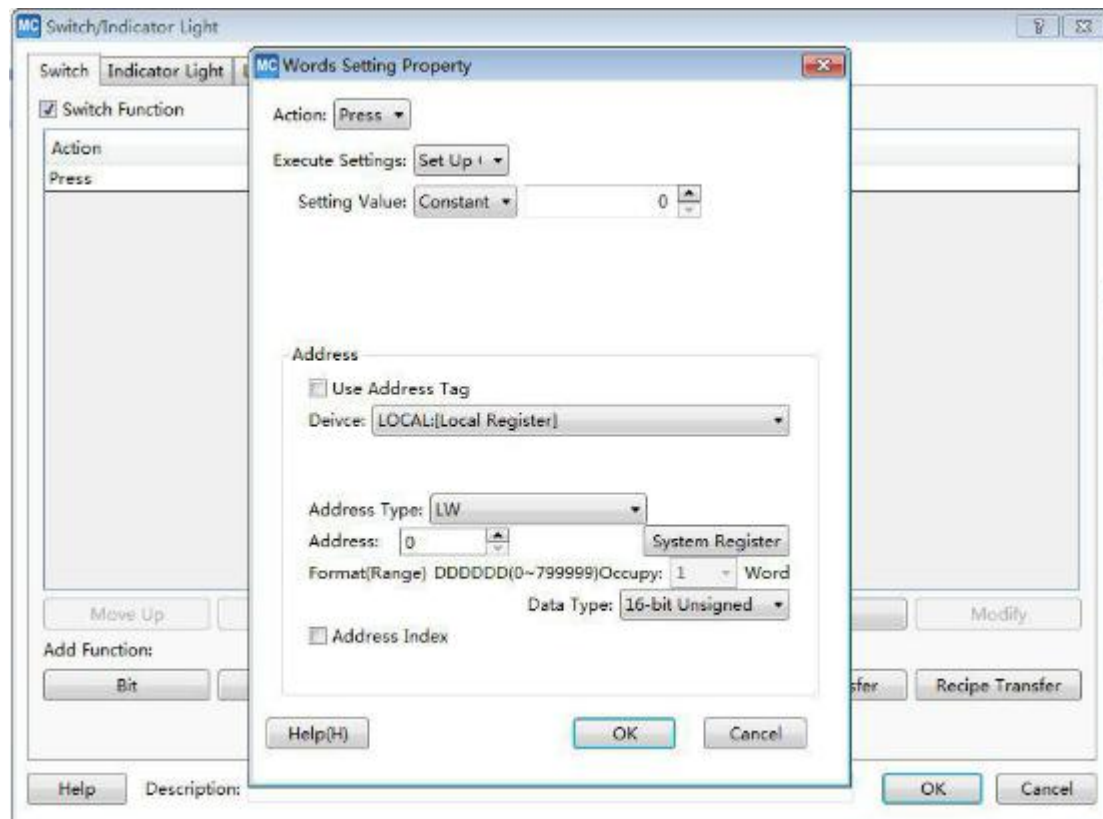 MC Switch/Indicator Light
Switch Indicator Light
Switch Function
Action
Press
Move Up
Modify
Add Function:
Bit
sfer
Recipe Transfer
Help Description: OK Cancel
MC Words Setting Property
Action: Press
Execute Settings: Set Up
Setting Value: Constant 0
Address
Use Address Tag
Deivce: LOCAL:[Local Register]
Address Type: LW
Address: 0 System Register
Format(Range) DDDDDD(0~799999)Occupy: 1 Word
Data Type: 16-bit Unsigned
Address Index
Help(H) OK Cancel